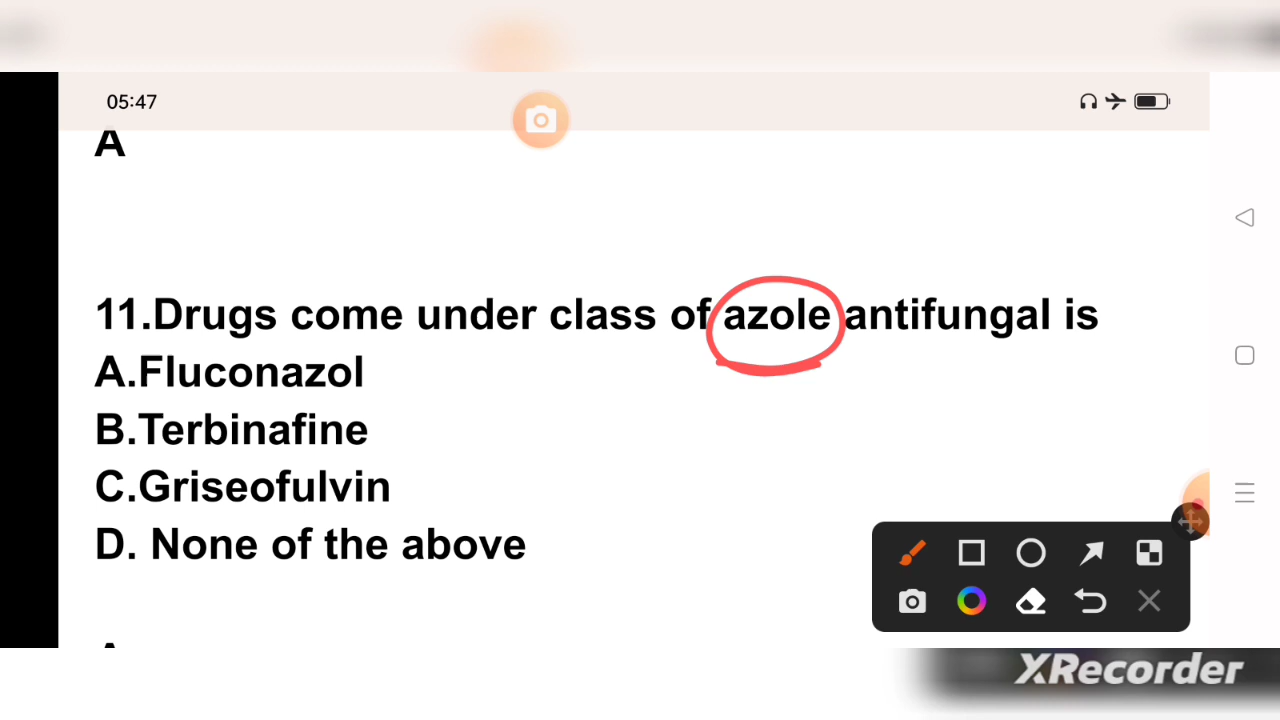 05:47
A
11.Drugs come under class of azole antifungal is
A.Fluconazol
B.Terbinafine
C.Griseofulvin
D. None of the above
XRecorder